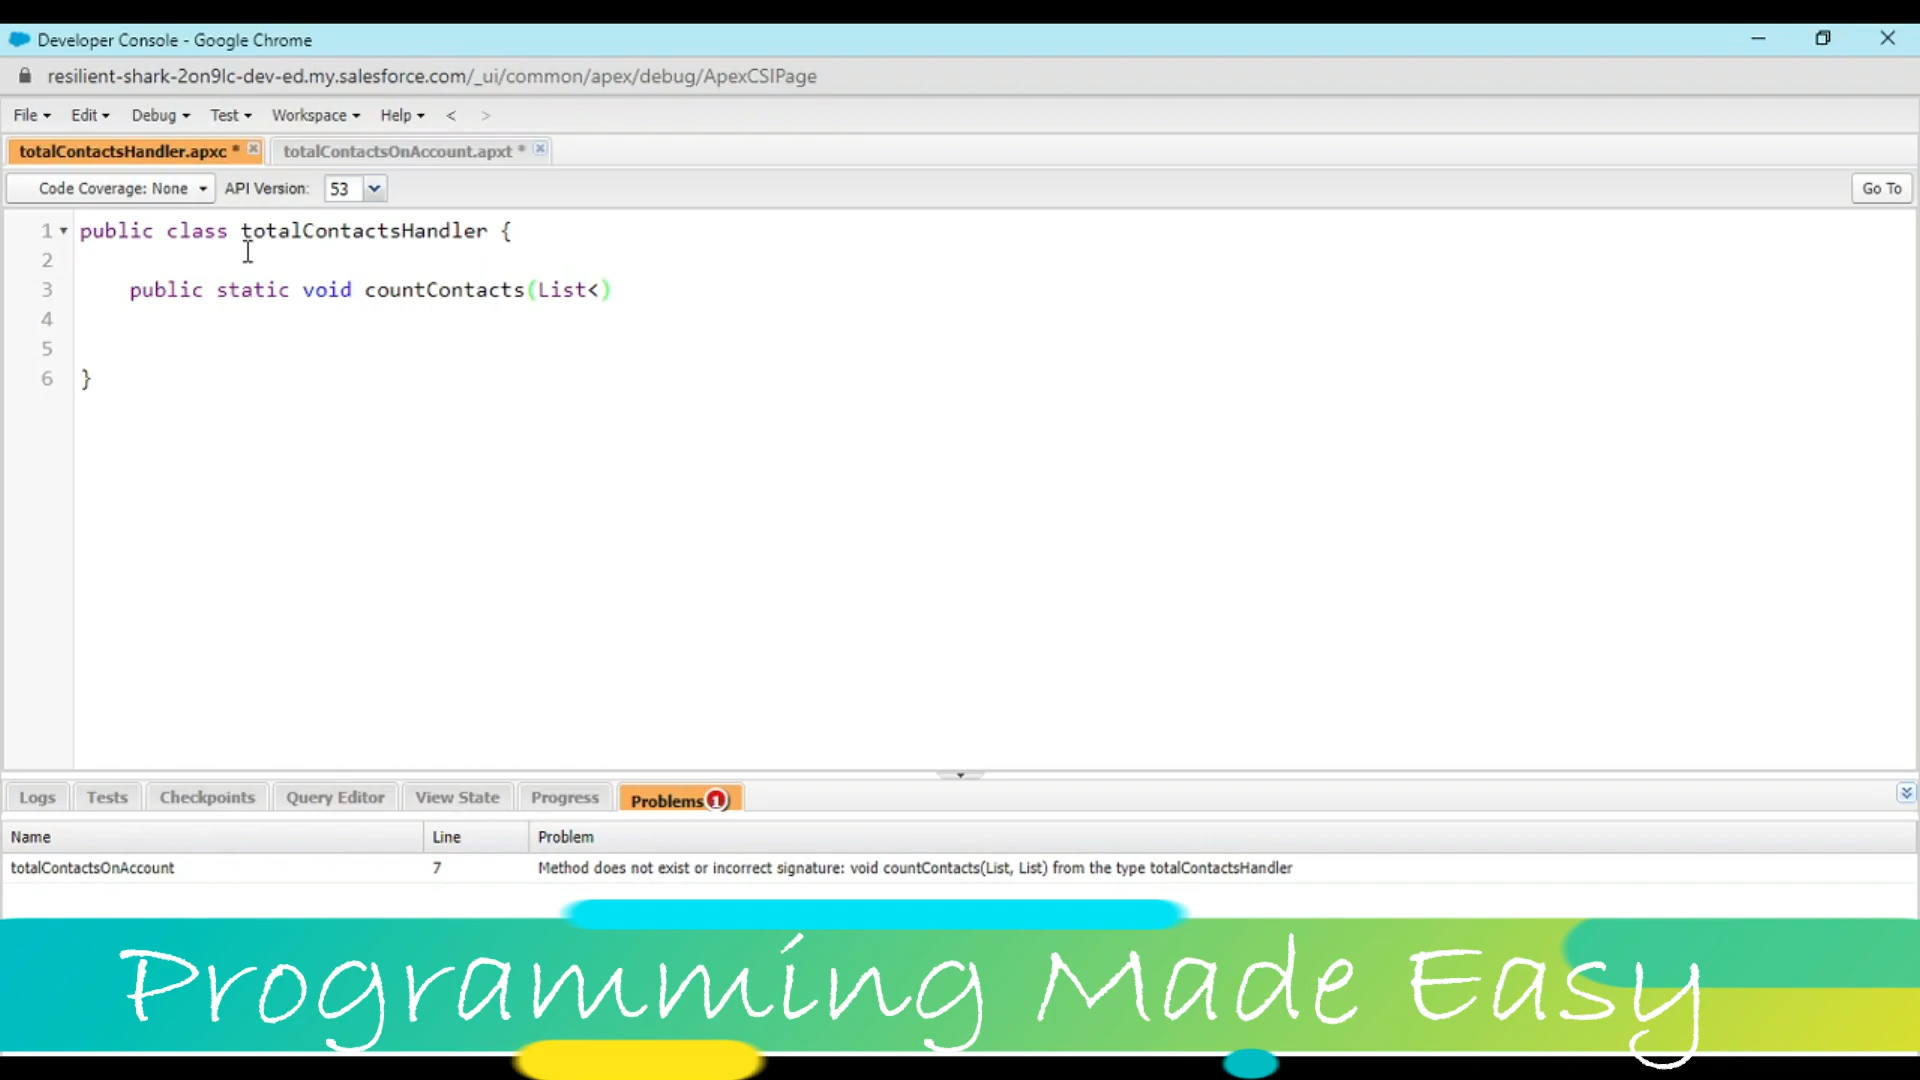 Developer Console - Google Chrome
resilient-shark-2on9lc-dev-ed.my.salesforce.com/_ui/common/apex/debug/ApexCSIPage
File Edit Debug Test Workspace Help < >
totalContactsHandler.apxc * totalContactsOnAccount.apxt *
Code Coverage: None API Version: 53 Go To
1 public class totalContactsHandler {
2
3 public static void countContacts(List<)
4
5
6 }
Logs Tests Checkpoints Query Editor View State Progress Problems 1
Name Line Problem
totalContactsOnAccount 7 Method does not exist or incorrect signature: void countContacts(List, List) from the type totalContactsHandler
Programming Made Easy